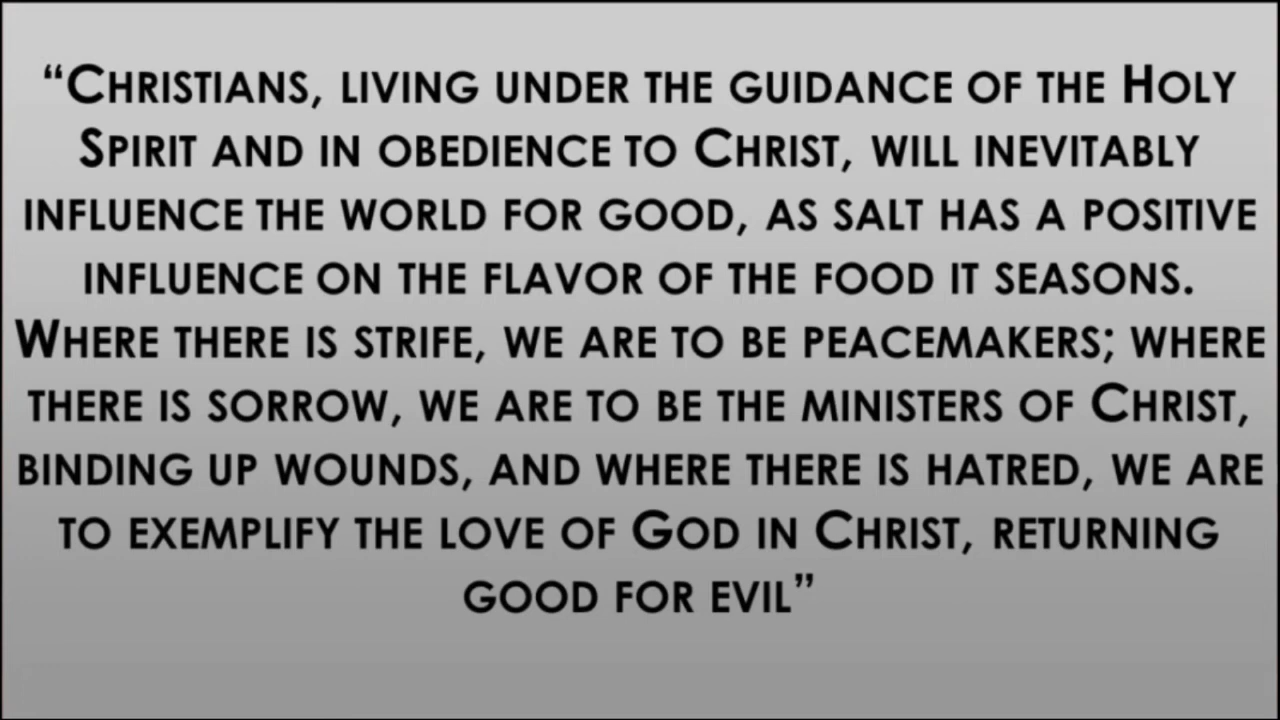 “Christians, living under the guidance of the Holy
Spirit and in obedience to Christ, will inevitably
influence the world for good, as salt has a positive
influence on the flavor of the food it seasons.
Where there is strife, we are to be peacemakers; where
there is sorrow, we are to be the ministers of Christ,
binding up wounds, and where there is hatred, we are
to exemplify the love of God in Christ, returning
good for evil”